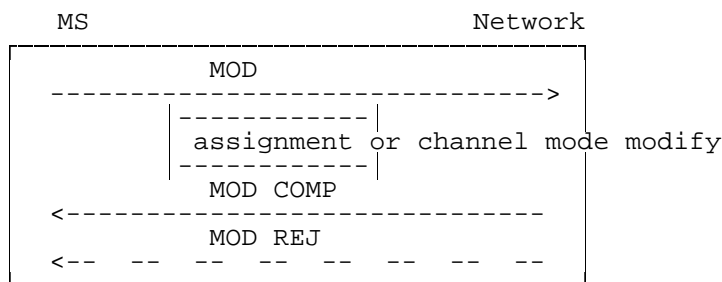 MS Network
MOD
assignment or channel mode modify
MOD COMP
MOD REJ